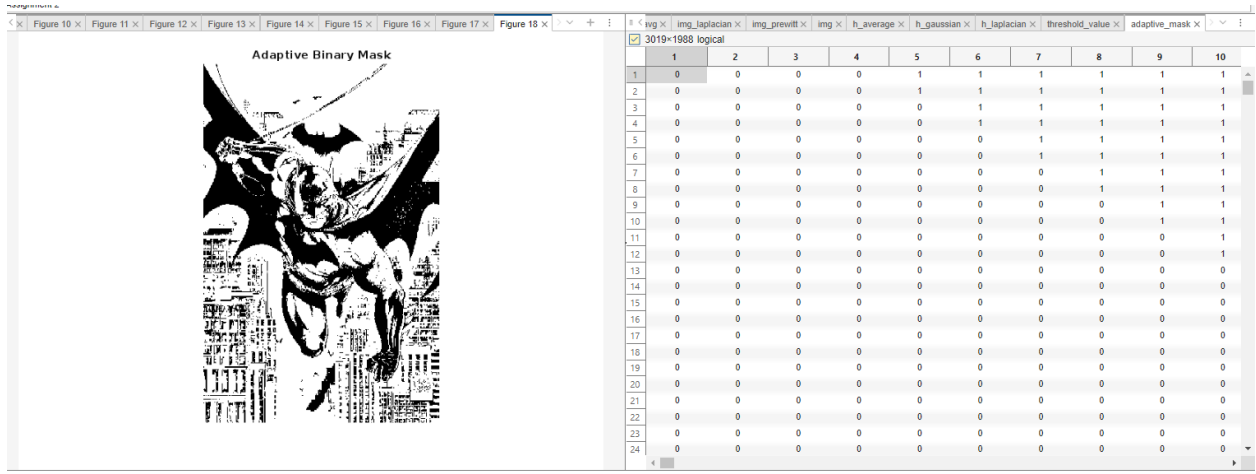 Assignment 2
Figure 10 × Figure 11 × Figure 12 × Figure 13 × Figure 14 × Figure 15 × Figure 16 × Figure 17 × Figure 18 ×
avg × img_laplacian × img_prewitt × img × h_average × h_gaussian × h_laplacian × threshold_value × adaptive_mask ×
3019×1988 logical
Adaptive Binary Mask
1 2 3 4 5 6 7 8 9 10
1 0 0 0 0 1 1 1 1 1 1
2 0 0 0 0 1 1 1 1 1 1
3 0 0 0 0 0 1 1 1 1 1
4 0 0 0 0 0 1 1 1 1 1
5 0 0 0 0 0 0 1 1 1 1
6 0 0 0 0 0 0 1 1 1 1
7 0 0 0 0 0 0 0 1 1 1
8 0 0 0 0 0 0 0 1 1 1
9 0 0 0 0 0 0 0 0 1 1
10 0 0 0 0 0 0 0 0 1 1
11 0 0 0 0 0 0 0 0 0 1
12 0 0 0 0 0 0 0 0 0 1
13 0 0 0 0 0 0 0 0 0 0
14 0 0 0 0 0 0 0 0 0 0
15 0 0 0 0 0 0 0 0 0 0
16 0 0 0 0 0 0 0 0 0 0
17 0 0 0 0 0 0 0 0 0 0
18 0 0 0 0 0 0 0 0 0 0
19 0 0 0 0 0 0 0 0 0 0
20 0 0 0 0 0 0 0 0 0 0
21 0 0 0 0 0 0 0 0 0 0
22 0 0 0 0 0 0 0 0 0 0
23 0 0 0 0 0 0 0 0 0 0
24 0 0 0 0 0 0 0 0 0 0